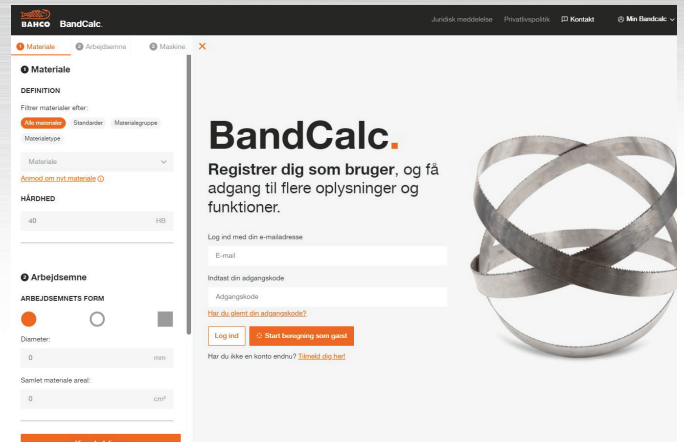 BAHCO BandCalc.
Juridisk meddelelse Privatlivspolitik Kontakt Min Bandcalc
1 Materiale 2 Arbejdsemne 3 Maskine
1 Materiale
DEFINITION
Filtrer materialer efter:
Alle materialer Standarder Materialegruppe
Materialetype
Materiale
Anmod om nyt materiale
HÅRDHED
40 HB
2 Arbejdsemne
ARBEJDSEMNETS FORM
Diameter:
0 mm
Samlet materiale areal:
0 cm²
BandCalc.
Registrer dig som bruger, og få
adgang til flere oplysninger og
funktioner.
Log ind med din e-mailadresse
E-mail
Indtast din adgangskode
Adgangskode
Har du glemt din adgangskode?
Log ind Start beregning som gæst
Har du ikke en konto endnu? Tilmeld dig her!